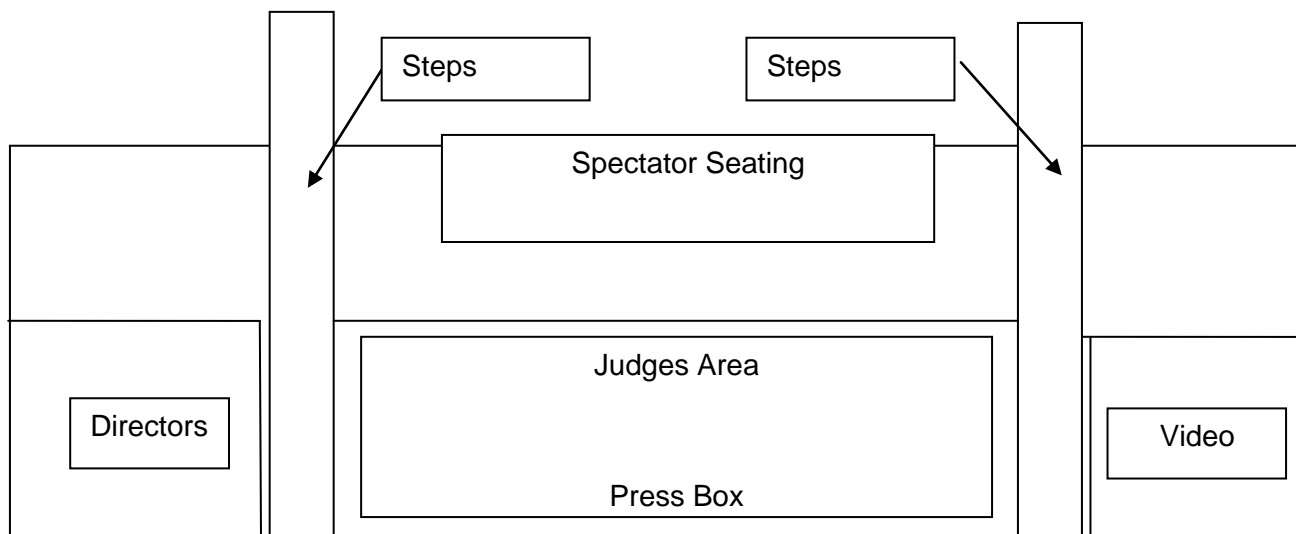 Steps
Steps
Spectator Seating
Judges Area
Directors
Video
Press Box